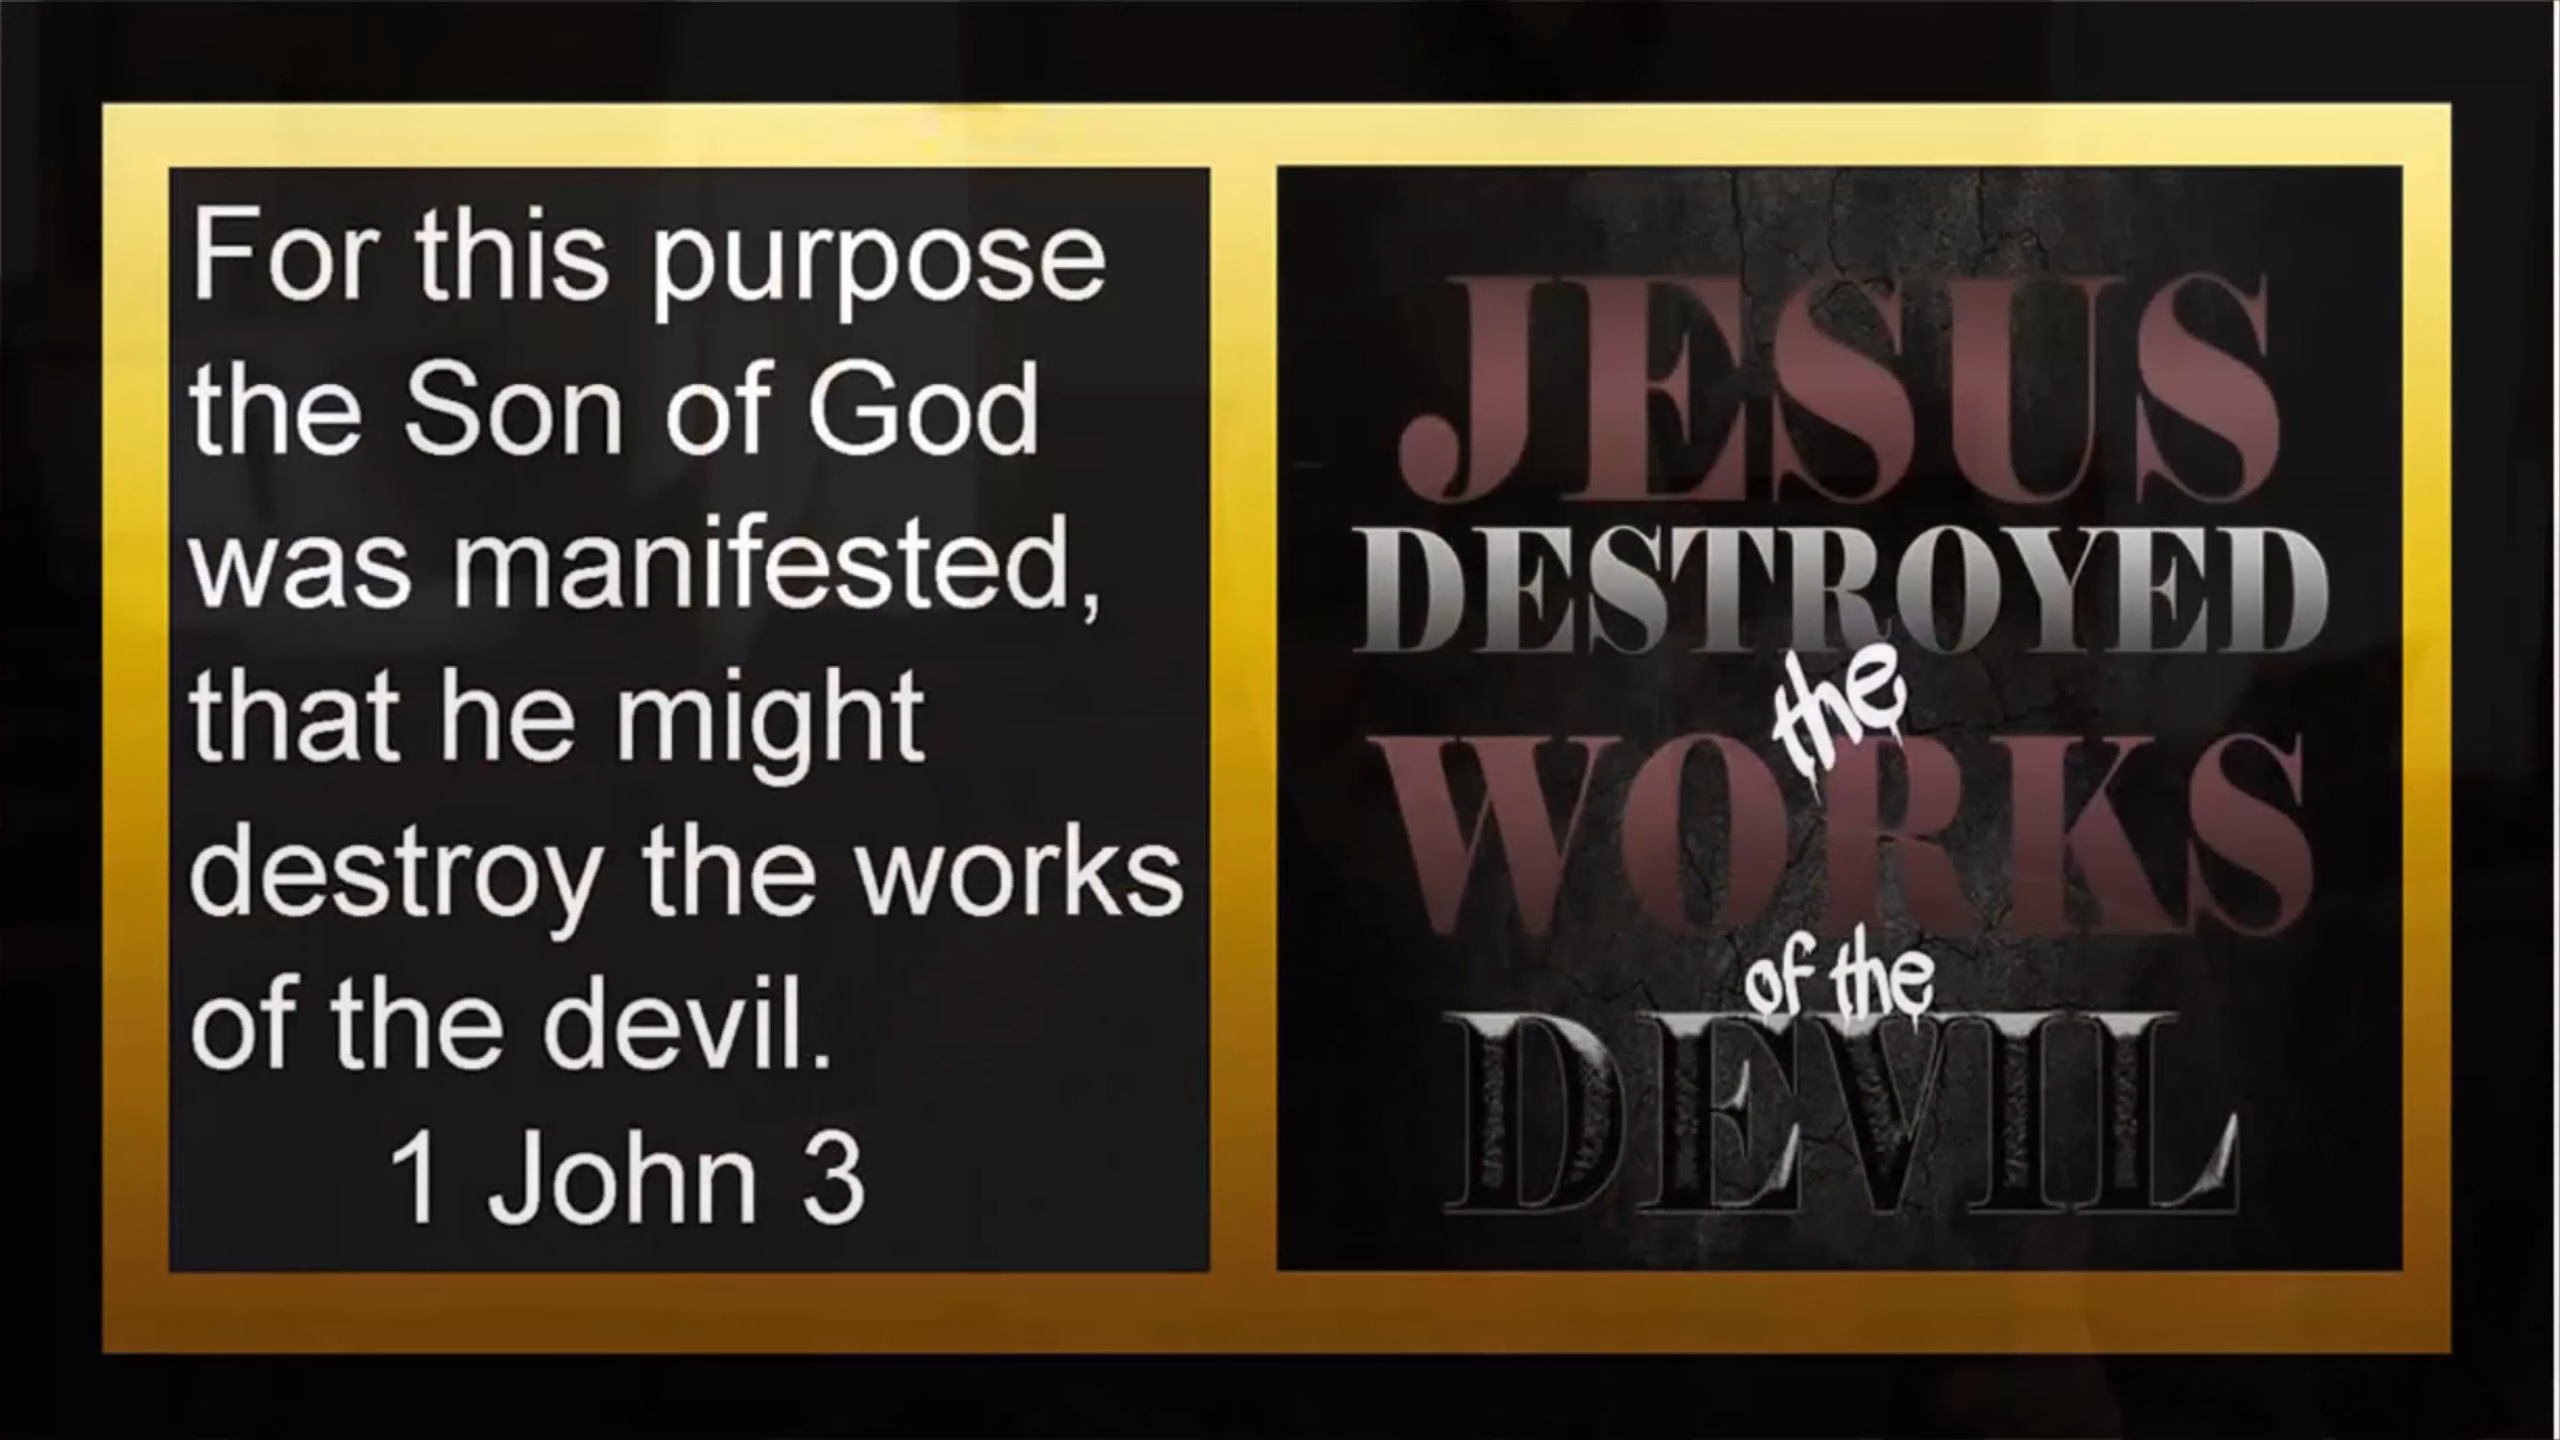 For this purpose
the Son of God
was manifested,
that he might
destroy the works
of the devil.
1 John 3
JESUS
DESTROYED
the
WORKS
of the
DEVIL